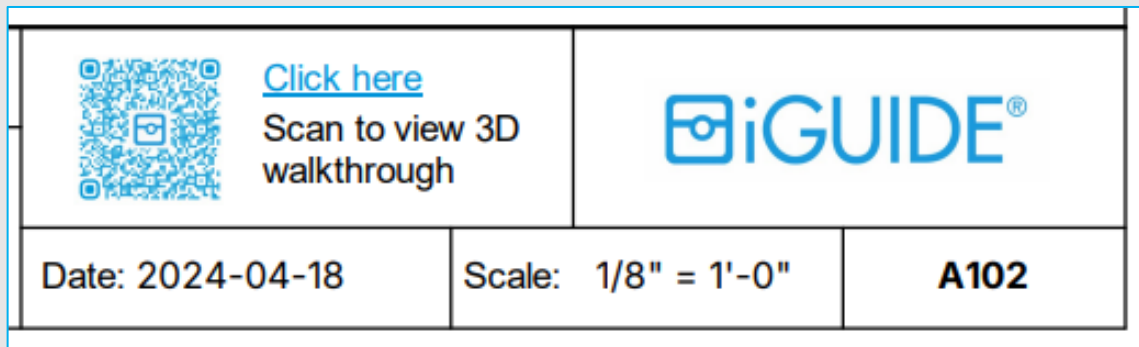 Click here
Scan to view 3D
walkthrough
iGUIDE®
Date: 2024-04-18
Scale: 1/8" = 1'-0"
A102